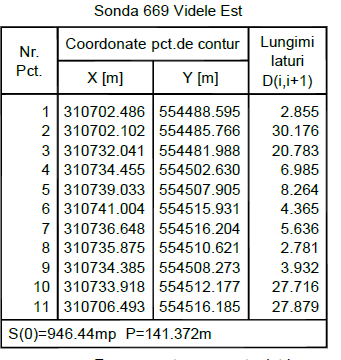 Sonda 669 Videle Est
Nr. Pct. Coordonate pct.de contur Lungimi laturi D(i,i+1)
X [m] Y [m]
1 310702.486 554488.595 2.855
2 310702.102 554485.766 30.176
3 310732.041 554481.988 20.783
4 310734.455 554502.630 6.985
5 310739.033 554507.905 8.264
6 310741.004 554515.931 4.365
7 310736.648 554516.204 5.636
8 310735.875 554510.621 2.781
9 310734.385 554508.273 3.932
10 310733.918 554512.177 27.716
11 310706.493 554516.185 27.879
S(0)=946.44mp P=141.372m